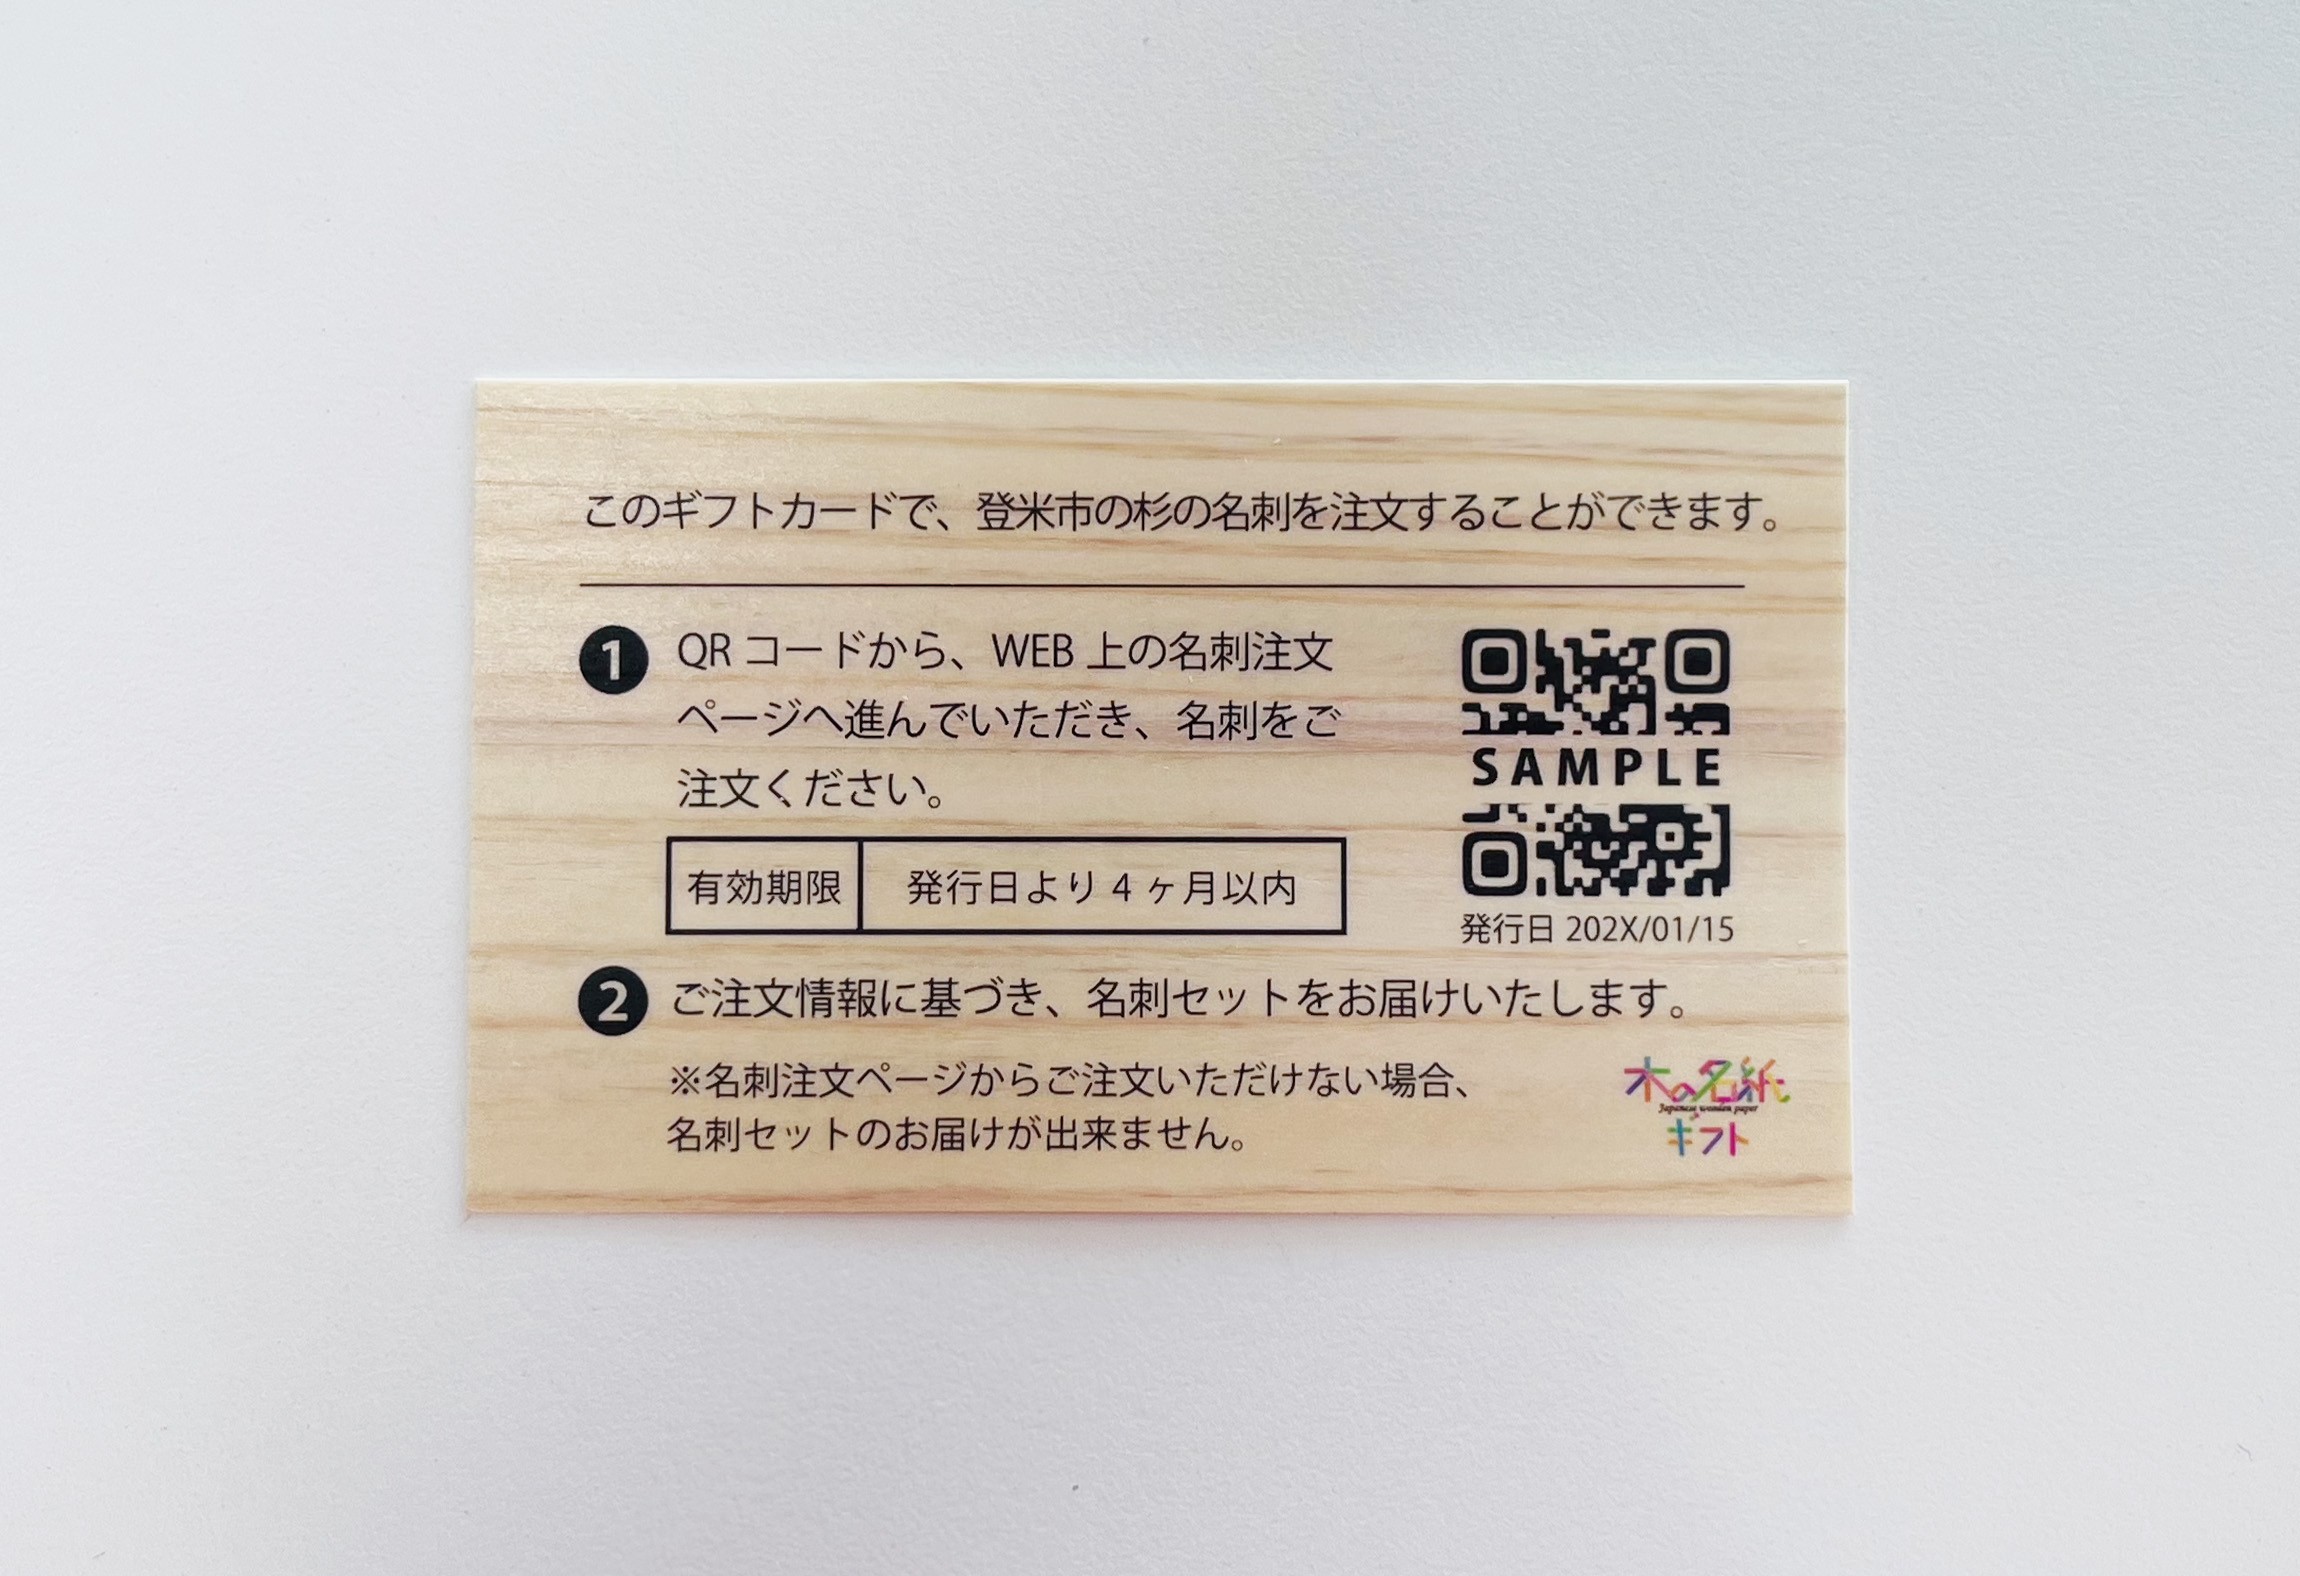 このギフトカードで、登米市の杉の名刺を注文することができます。
❶ QR コードから、WEB 上の名刺注文
ページへ進んでいただき、名刺をご
注文ください。
有効期限 発行日より 4 ヶ月以内
SAMPLE
発行日 202X/01/15
❷ ご注文情報に基づき、名刺セットをお届けいたします。
※名刺注文ページからご注文いただけない場合、
名刺セットのお届けが出来ません。
木の名紙
Japanese wooden paper
ギフト